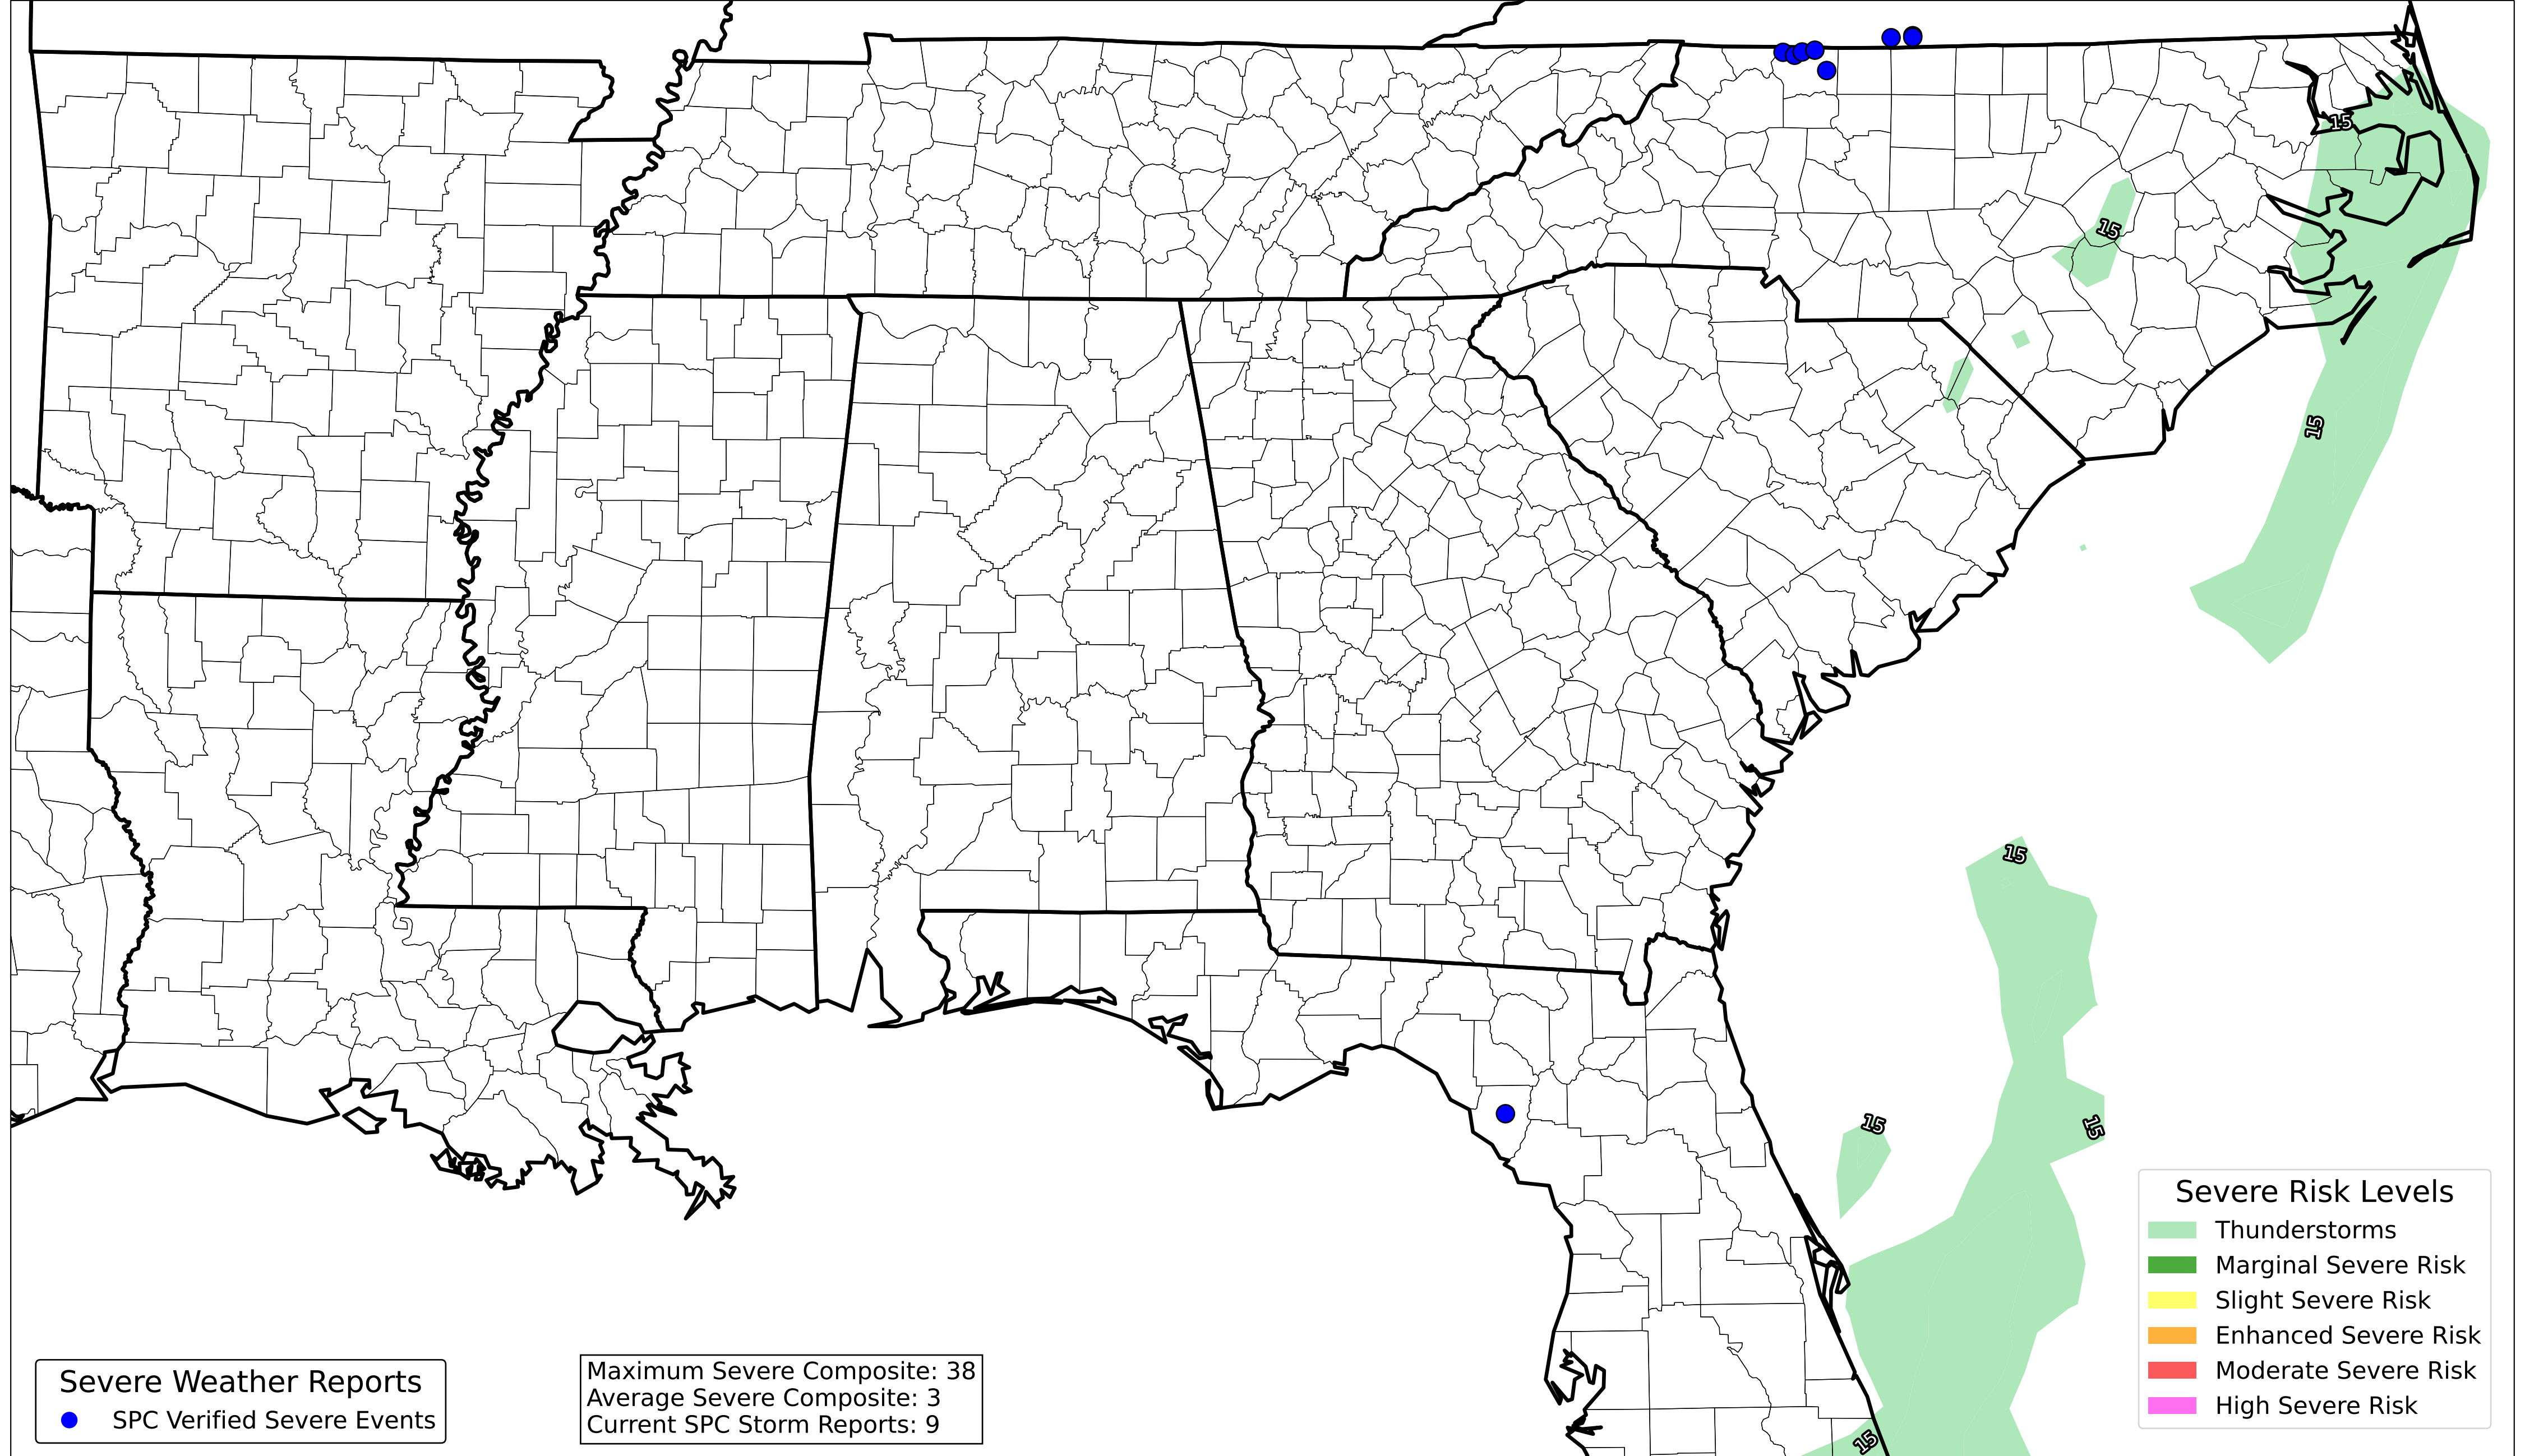 15
15
15
15
15
15
15
Severe Risk Levels
Thunderstorms
Marginal Severe Risk
Slight Severe Risk
Enhanced Severe Risk
Moderate Severe Risk
High Severe Risk
Severe Weather Reports
SPC Verified Severe Events
Maximum Severe Composite: 38
Average Severe Composite: 3
Current SPC Storm Reports: 9